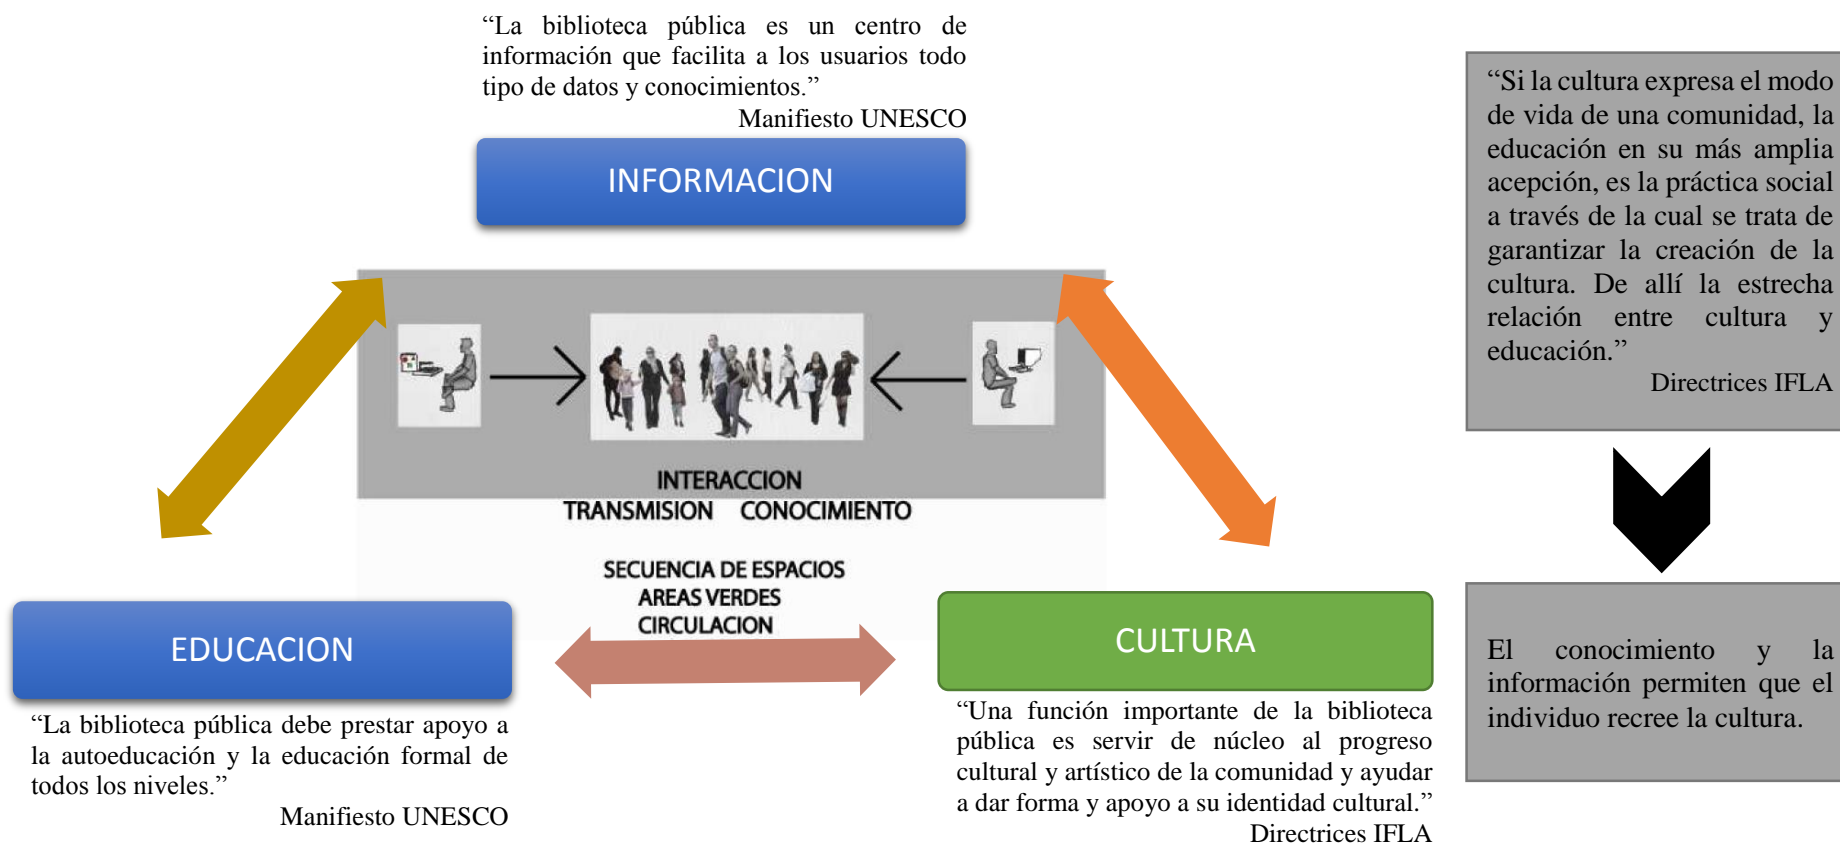 “La biblioteca pública es un centro de
información que facilita a los usuarios todo
tipo de datos y conocimientos.”
Manifiesto UNESCO
INFORMACION
INTERACCION
TRANSMISION CONOCIMIENTO
SECUENCIA DE ESPACIOS
AREAS VERDES
CIRCULACION
EDUCACION
“La biblioteca pública debe prestar apoyo a
la autoeducación y la educación formal de
todos los niveles.”
Manifiesto UNESCO
CULTURA
“Una función importante de la biblioteca
pública es servir de núcleo al progreso
cultural y artístico de la comunidad y ayudar
a dar forma y apoyo a su identidad cultural.”
Directrices IFLA
“Si la cultura expresa el modo
de vida de una comunidad, la
educación en su más amplia
acepción, es la práctica social
a través de la cual se trata de
garantizar la creación de la
cultura. De allí la estrecha
relación entre cultura y
educación.”
Directrices IFLA
El conocimiento y la
información permiten que el
individuo recree la cultura.